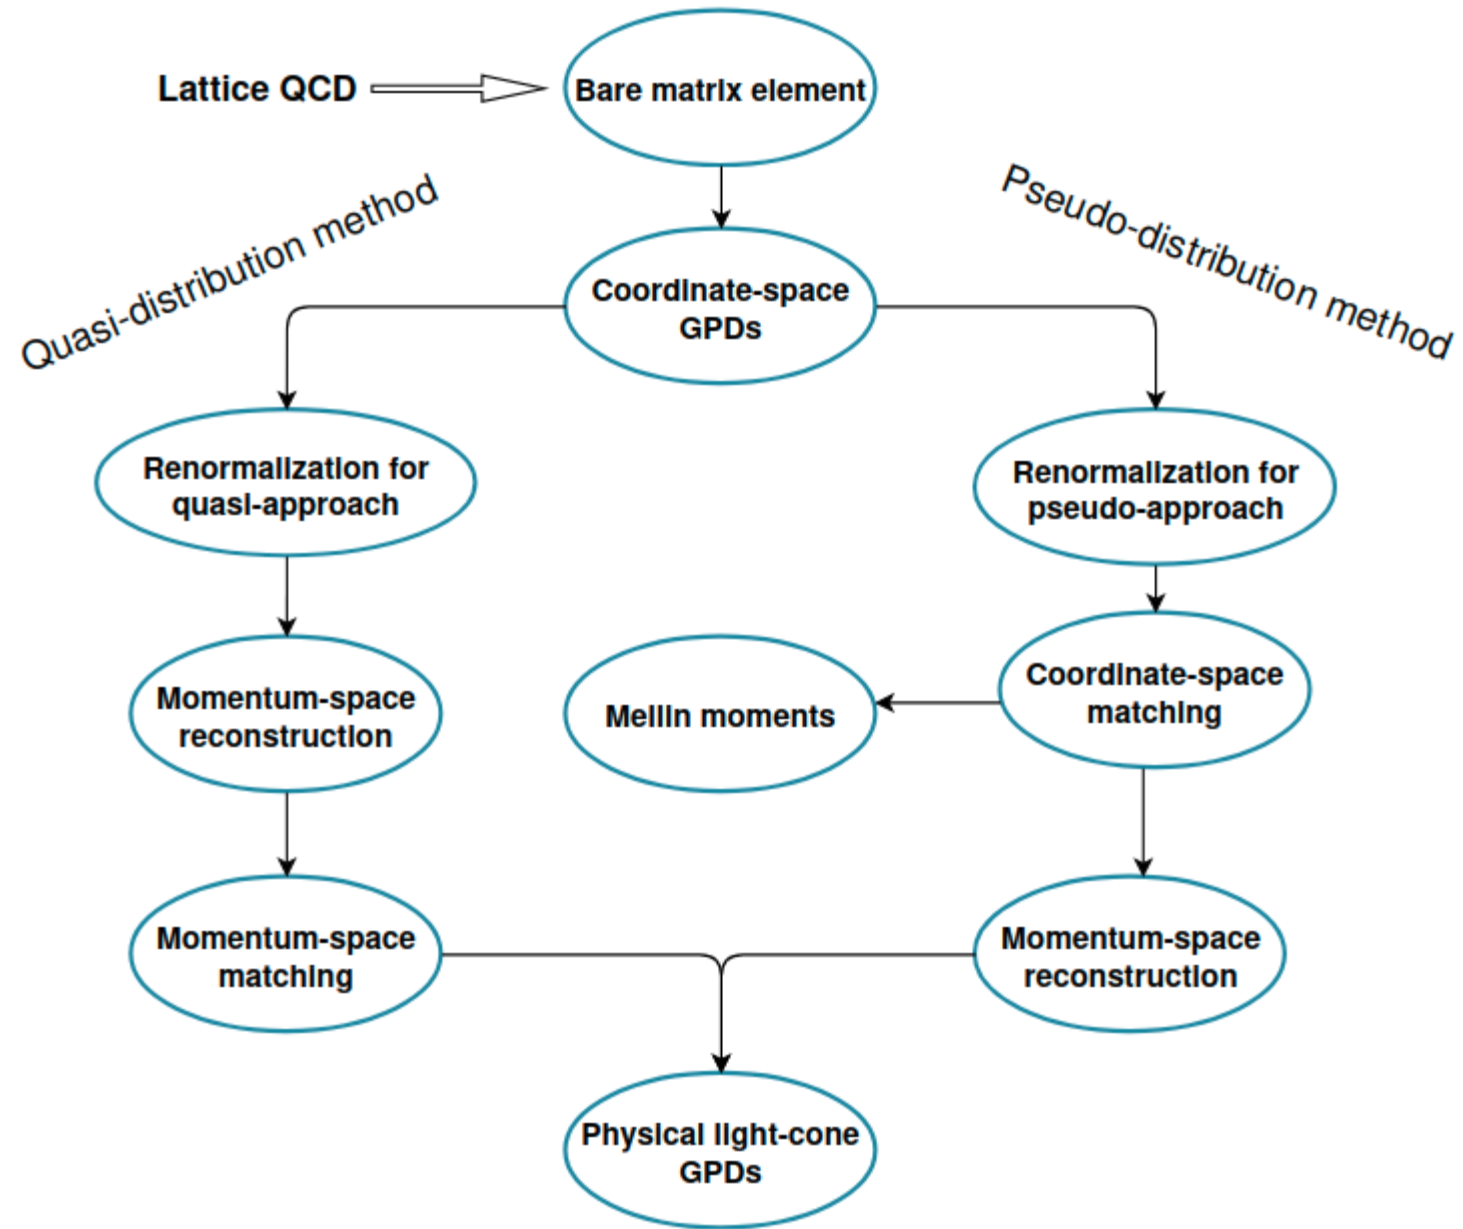 Lattice QCD
Bare matrix element
Quasi-distribution method
Pseudo-distribution method
Coordinate-space
GPDs
Renormalization for
quasi-approach
Renormalization for
pseudo-approach
Momentum-space
reconstruction
Mellin moments
Coordinate-space
matching
Momentum-space
matching
Momentum-space
reconstruction
Physical light-cone
GPDs